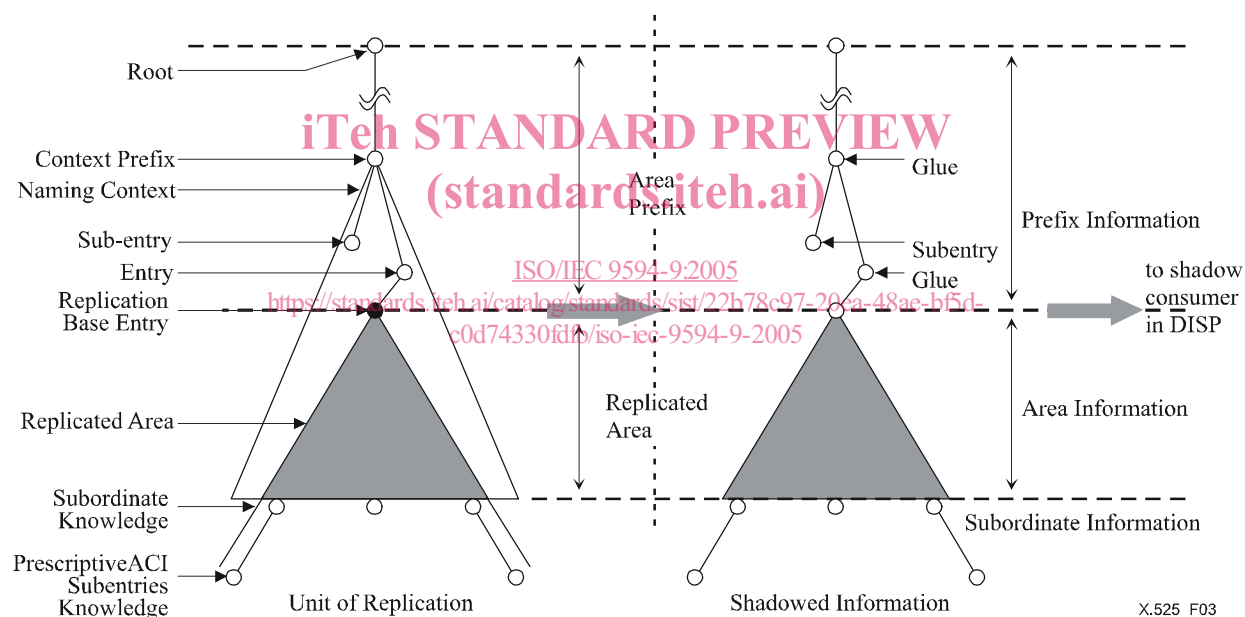 Root
iTeh STANDARD PREVIEW
(standards.iteh.ai)
Context Prefix
Naming Context
Area
Prefix
Glue
Prefix Information
Sub-entry
Subentry
Entry
Glue
ISO/IEC 9594-9:2005
https://standards.iteh.ai/catalog/standards/sist/22b78c97-20ea-48ae-bf5d-
c0d74330fdfb/iso-iec-9594-9-2005
Replication
Base Entry
to shadow
consumer
in DISP
Replicated Area
Replicated
Area
Area Information
Subordinate
Knowledge
Subordinate Information
PrescriptiveACI
Subentries
Knowledge
Unit of Replication
Shadowed Information
X.525_F03